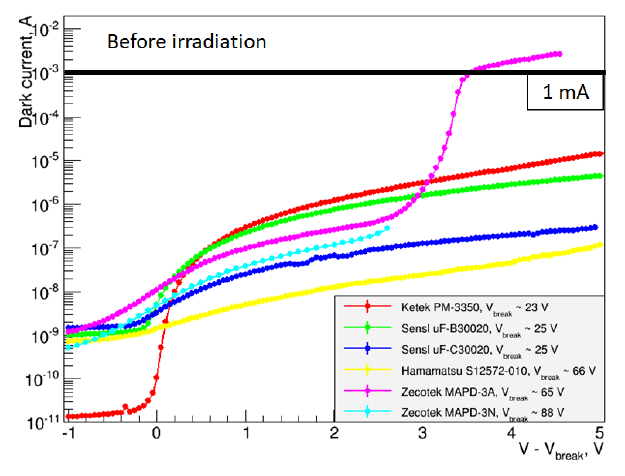 Before irradiation
Dark current, A
10⁻²
10⁻³
1 mA
10⁻⁴
10⁻⁵
10⁻⁶
10⁻⁷
10⁻⁸
10⁻⁹
10⁻¹⁰
10⁻¹¹
Ketek PM-3350, V_break ~ 23 V
Sensl uF-B30020, V_break ~ 25 V
Sensl uF-C30020, V_break ~ 25 V
Hamamatsu S12572-010, V_break ~ 66 V
Zecotek MAPD-3A, V_break ~ 65 V
Zecotek MAPD-3N, V_break ~ 88 V
-1 0 1 2 3 4 5
V - V_break, V